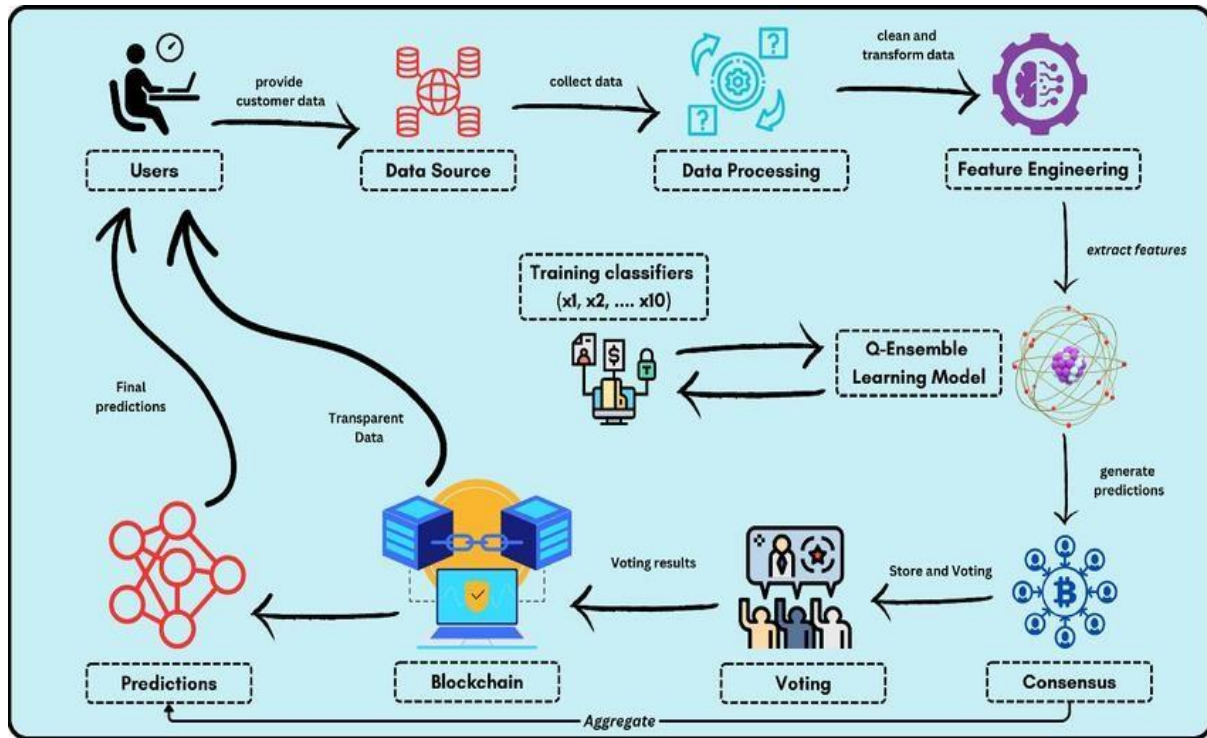 provide
customer data
collect data
clean and
transform data
Users
Data Source
Data Processing
Feature Engineering
extract features
Training classifiers
(x1, x2, .... x10)
Q-Ensemble
Learning Model
Final
predictions
Transparent
Data
generate
predictions
Voting results
Store and Voting
Predictions
Blockchain
Voting
Consensus
Aggregate